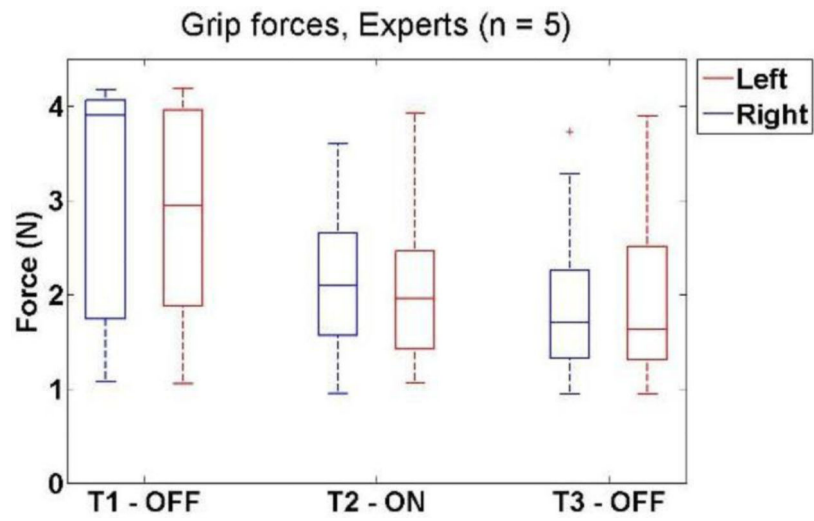 Grip forces, Experts (n = 5)
Left
Right
Force (N)
4
3
2
1
0
T1 - OFF
T2 - ON
T3 - OFF